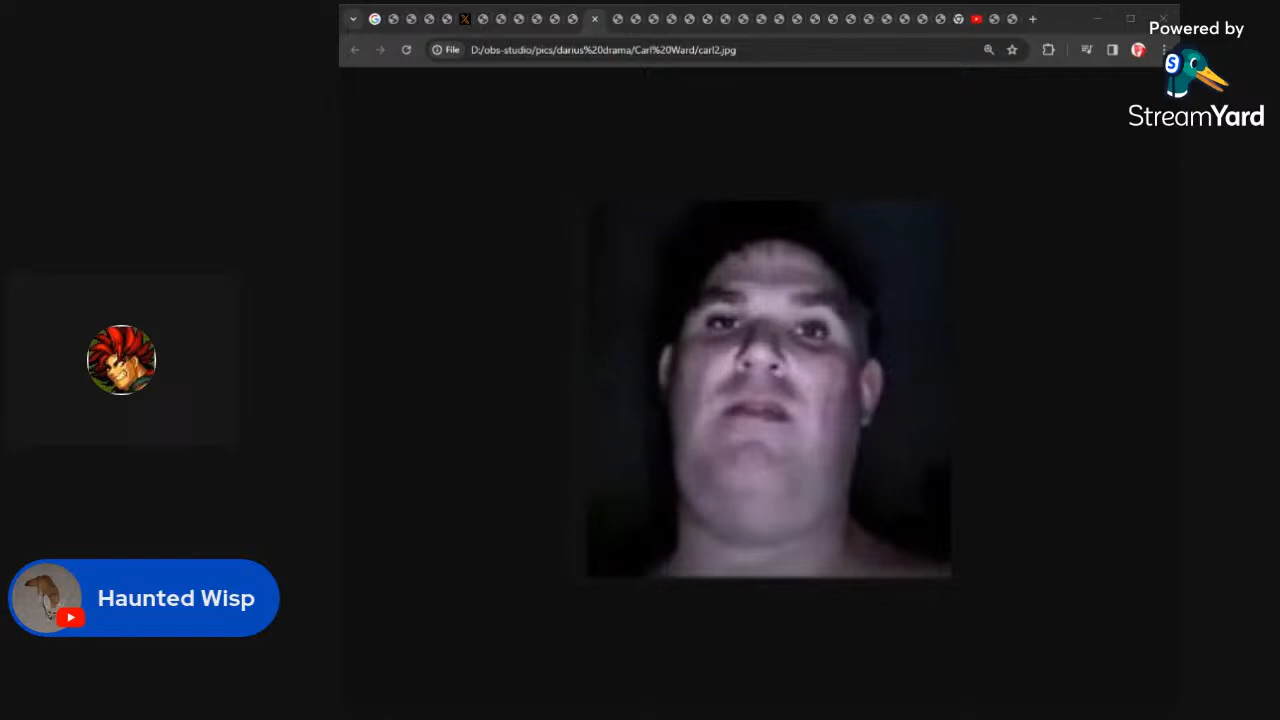 File D:/obs-studio/pics/darius%20drama/Carl%20Ward/carl2.jpg
Powered by
StreamYard
Haunted Wisp